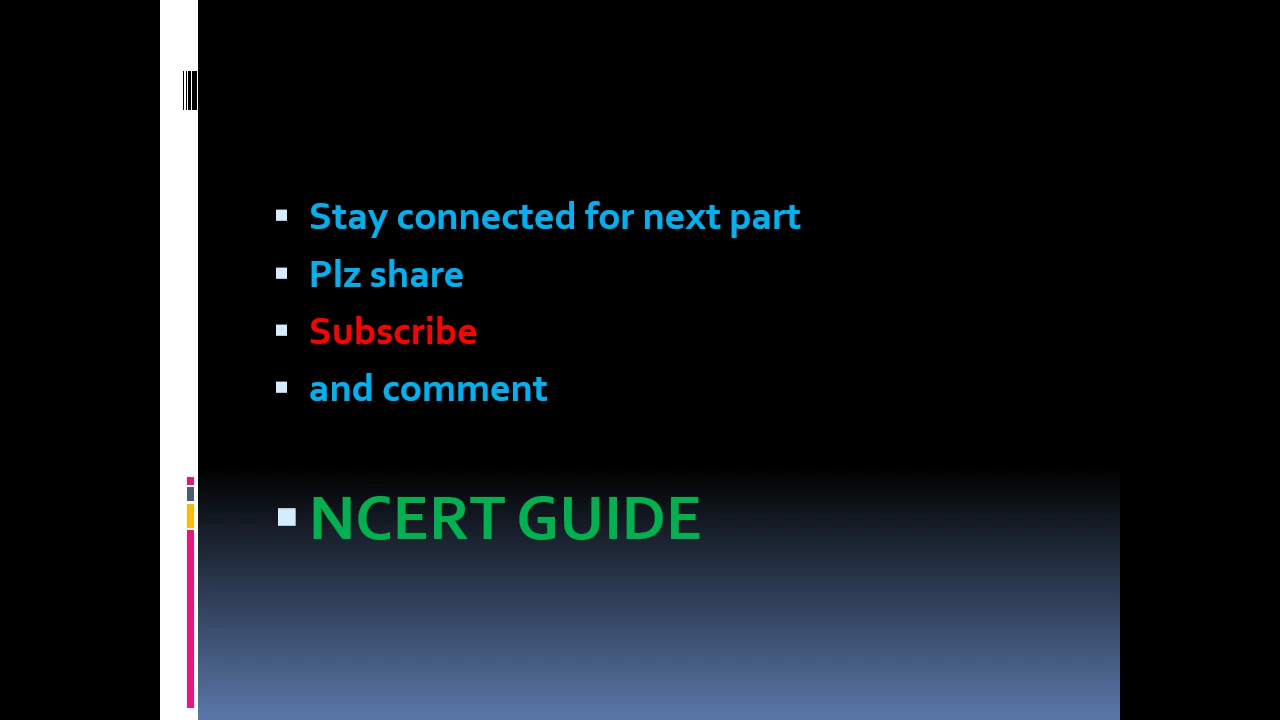 Stay connected for next part
Plz share
Subscribe
and comment
NCERT GUIDE